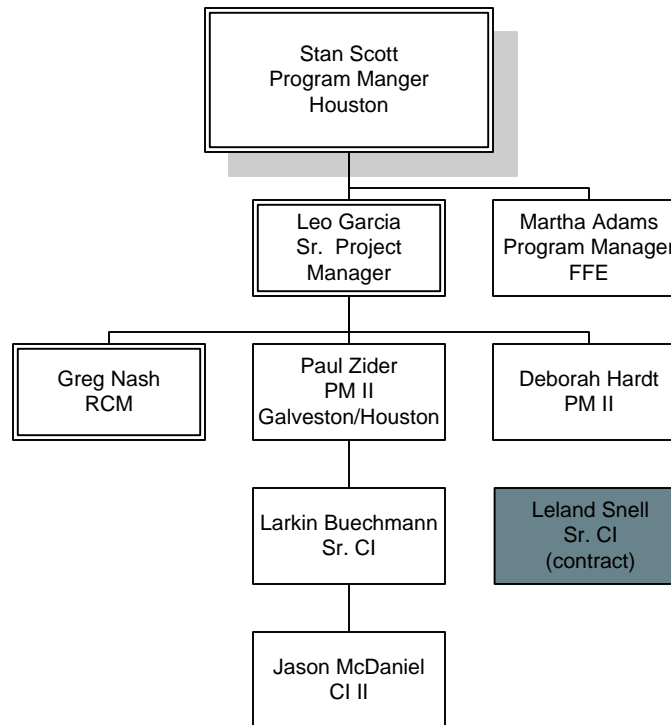 Stan Scott
Program Manger
Houston
Leo Garcia
Sr. Project
Manager
Martha Adams
Program Manager
FFE
Greg Nash
RCM
Paul Zider
PM II
Galveston/Houston
Deborah Hardt
PM II
Larkin Buechmann
Sr. CI
Leland Snell
Sr. CI
(contract)
Jason McDaniel
CI II